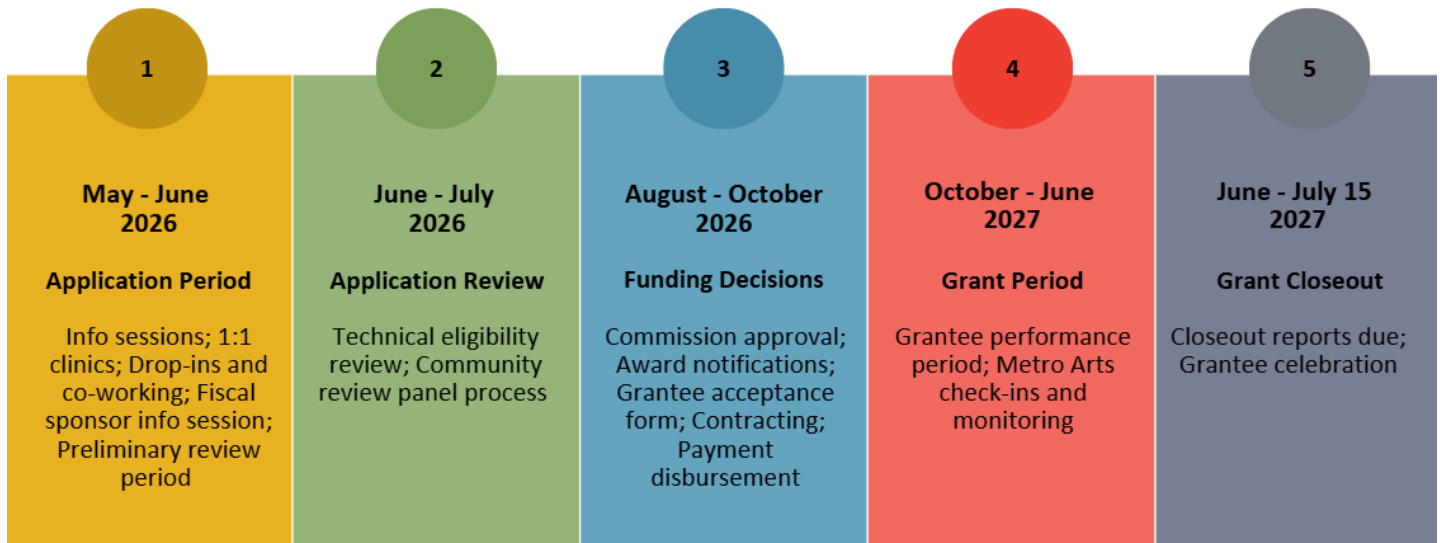 1
May - June
2026
Application Period
Info sessions; 1:1
clinics; Drop-ins and
co-working; Fiscal
sponsor info session;
Preliminary review
period
2
June - July
2026
Application Review
Technical eligibility
review; Community
review panel process
3
August - October
2026
Funding Decisions
Commission approval;
Award notifications;
Grantee acceptance
form; Contracting;
Payment
disbursement
4
October - June
2027
Grant Period
Grantee performance
period; Metro Arts
check-ins and
monitoring
5
June - July 15
2027
Grant Closeout
Closeout reports due;
Grantee celebration